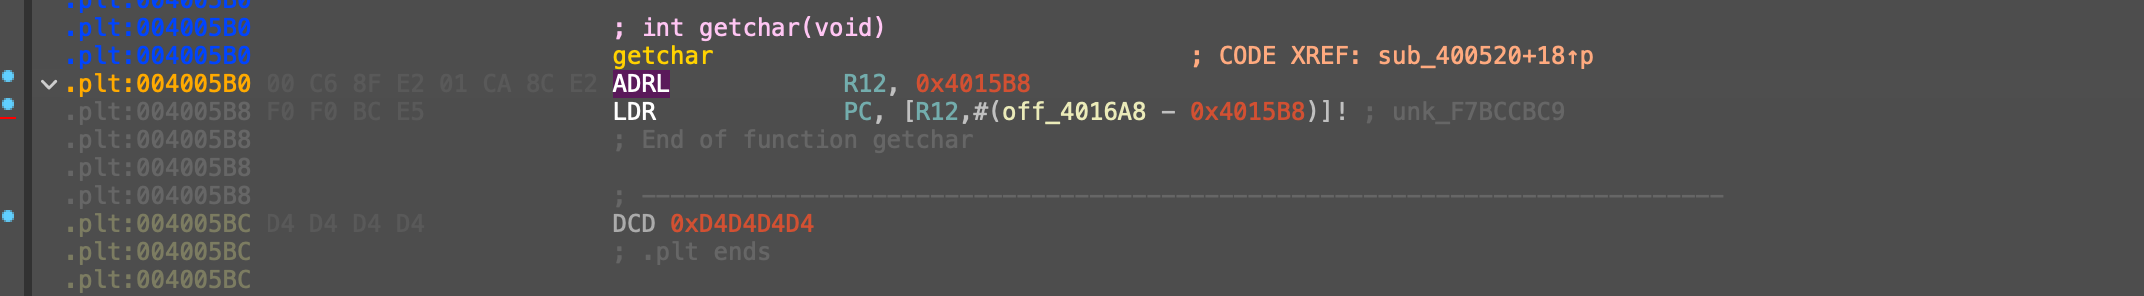 .plt:004005B0
.plt:004005B0 ; int getchar(void)
.plt:004005B0 getchar ; CODE XREF: sub_400520+18↑p
.plt:004005B0 00 C6 8F E2 01 CA 8C E2 ADRL R12, 0x4015B8
.plt:004005B8 F0 F0 BC E5 LDR PC, [R12,#(off_4016A8 - 0x4015B8)]! ; unk_F7BCCBC9
.plt:004005B8 ; End of function getchar
.plt:004005B8
.plt:004005B8 ; ---------------------------------------------------------------------------
.plt:004005BC D4 D4 D4 D4 DCD 0xD4D4D4D4
.plt:004005BC ; .plt ends
.plt:004005BC